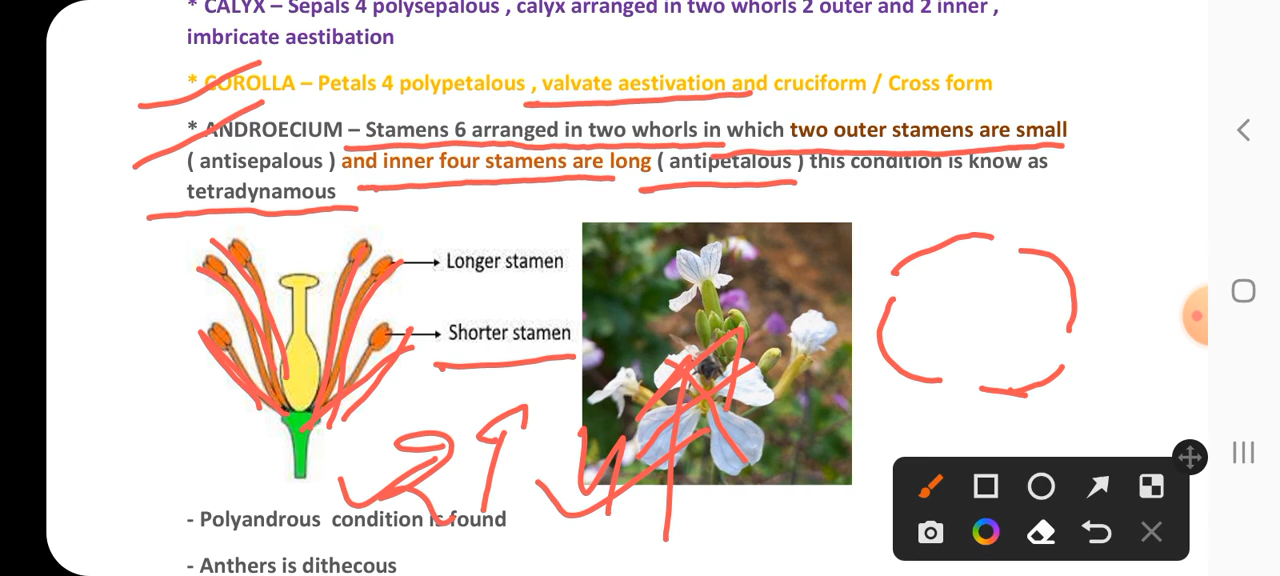 * CALYX – Sepals 4 polysepalous , calyx arranged in two whorls 2 outer and 2 inner ,
imbricate aestibation
* COROLLA – Petals 4 polypetalous , valvate aestivation and cruciform / Cross form
* ANDROECIUM – Stamens 6 arranged in two whorls in which two outer stamens are small
( antisepalous ) and inner four stamens are long ( antipetalous ) this condition is know as
tetradynamous
Longer stamen
Shorter stamen
- Polyandrous condition is found
- Anthers is dithecous